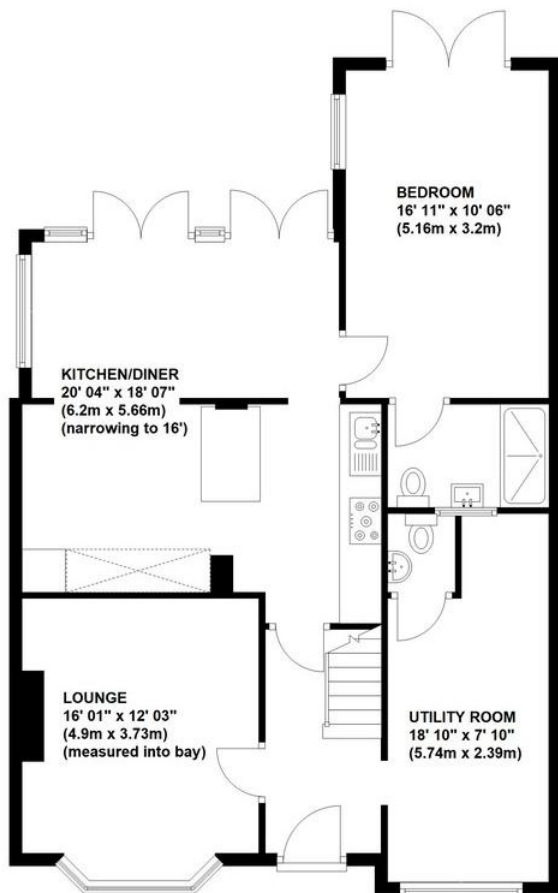 BEDROOM
16' 11" x 10' 06"
(5.16m x 3.2m)
KITCHEN/DINER
20' 04" x 18' 07"
(6.2m x 5.66m)
(narrowing to 16')
LOUNGE
16' 01" x 12' 03"
(4.9m x 3.73m)
(measured into bay)
UTILITY ROOM
18' 10" x 7' 10"
(5.74m x 2.39m)